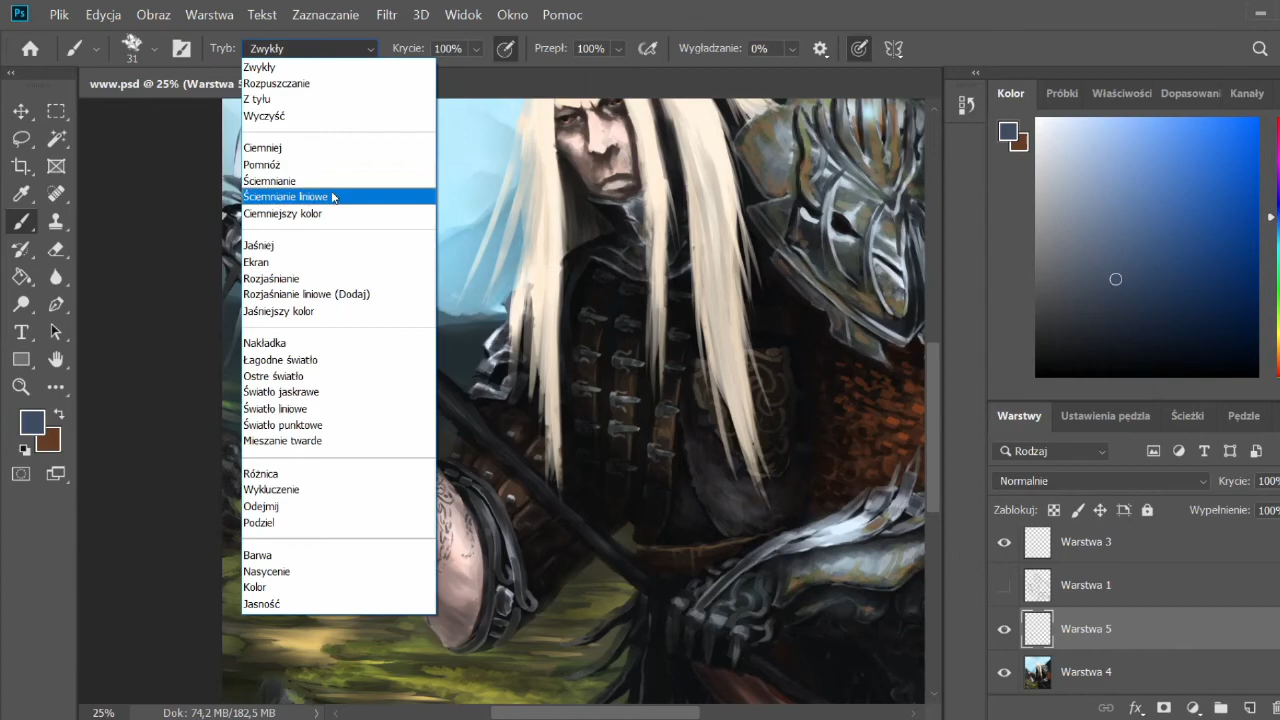 Ps Plik Edycja Obraz Warstwa Tekst Zaznaczanie Filtr 3D Widok Okno Pomoc
31 Tryb: Zwykły Krycie: 100% Przepł: 100% Wygładzanie: 0%
www.psd @ 25% (Warstwa
Zwykły
Rozpuszczanie
Z tyłu
Wyczyść
Ciemniej
Pomnóż
Ściemnianie
Ściemnianie liniowe
Ciemniejszy kolor
Jaśniej
Ekran
Rozjaśnianie
Rozjaśnianie liniowe (Dodaj)
Jaśniejszy kolor
Nakładka
Łagodne światło
Ostre światło
Światło jaskrawe
Światło liniowe
Światło punktowe
Mieszanie twarde
Różnica
Wykluczenie
Odejmij
Podziel
Barwa
Nasycenie
Kolor
Jasność
25% Dok: 74,2 MB/182,5 MB
Kolor Próbki Właściwości Dopasowani Kanały
Warstwy Ustawienia pędzla Ścieżki Pędzle
Rodzaj
Normalnie Krycie: 100%
Zablokuj: Wypełnienie: 100%
Warstwa 3
Warstwa 1
Warstwa 5
Warstwa 4
fx